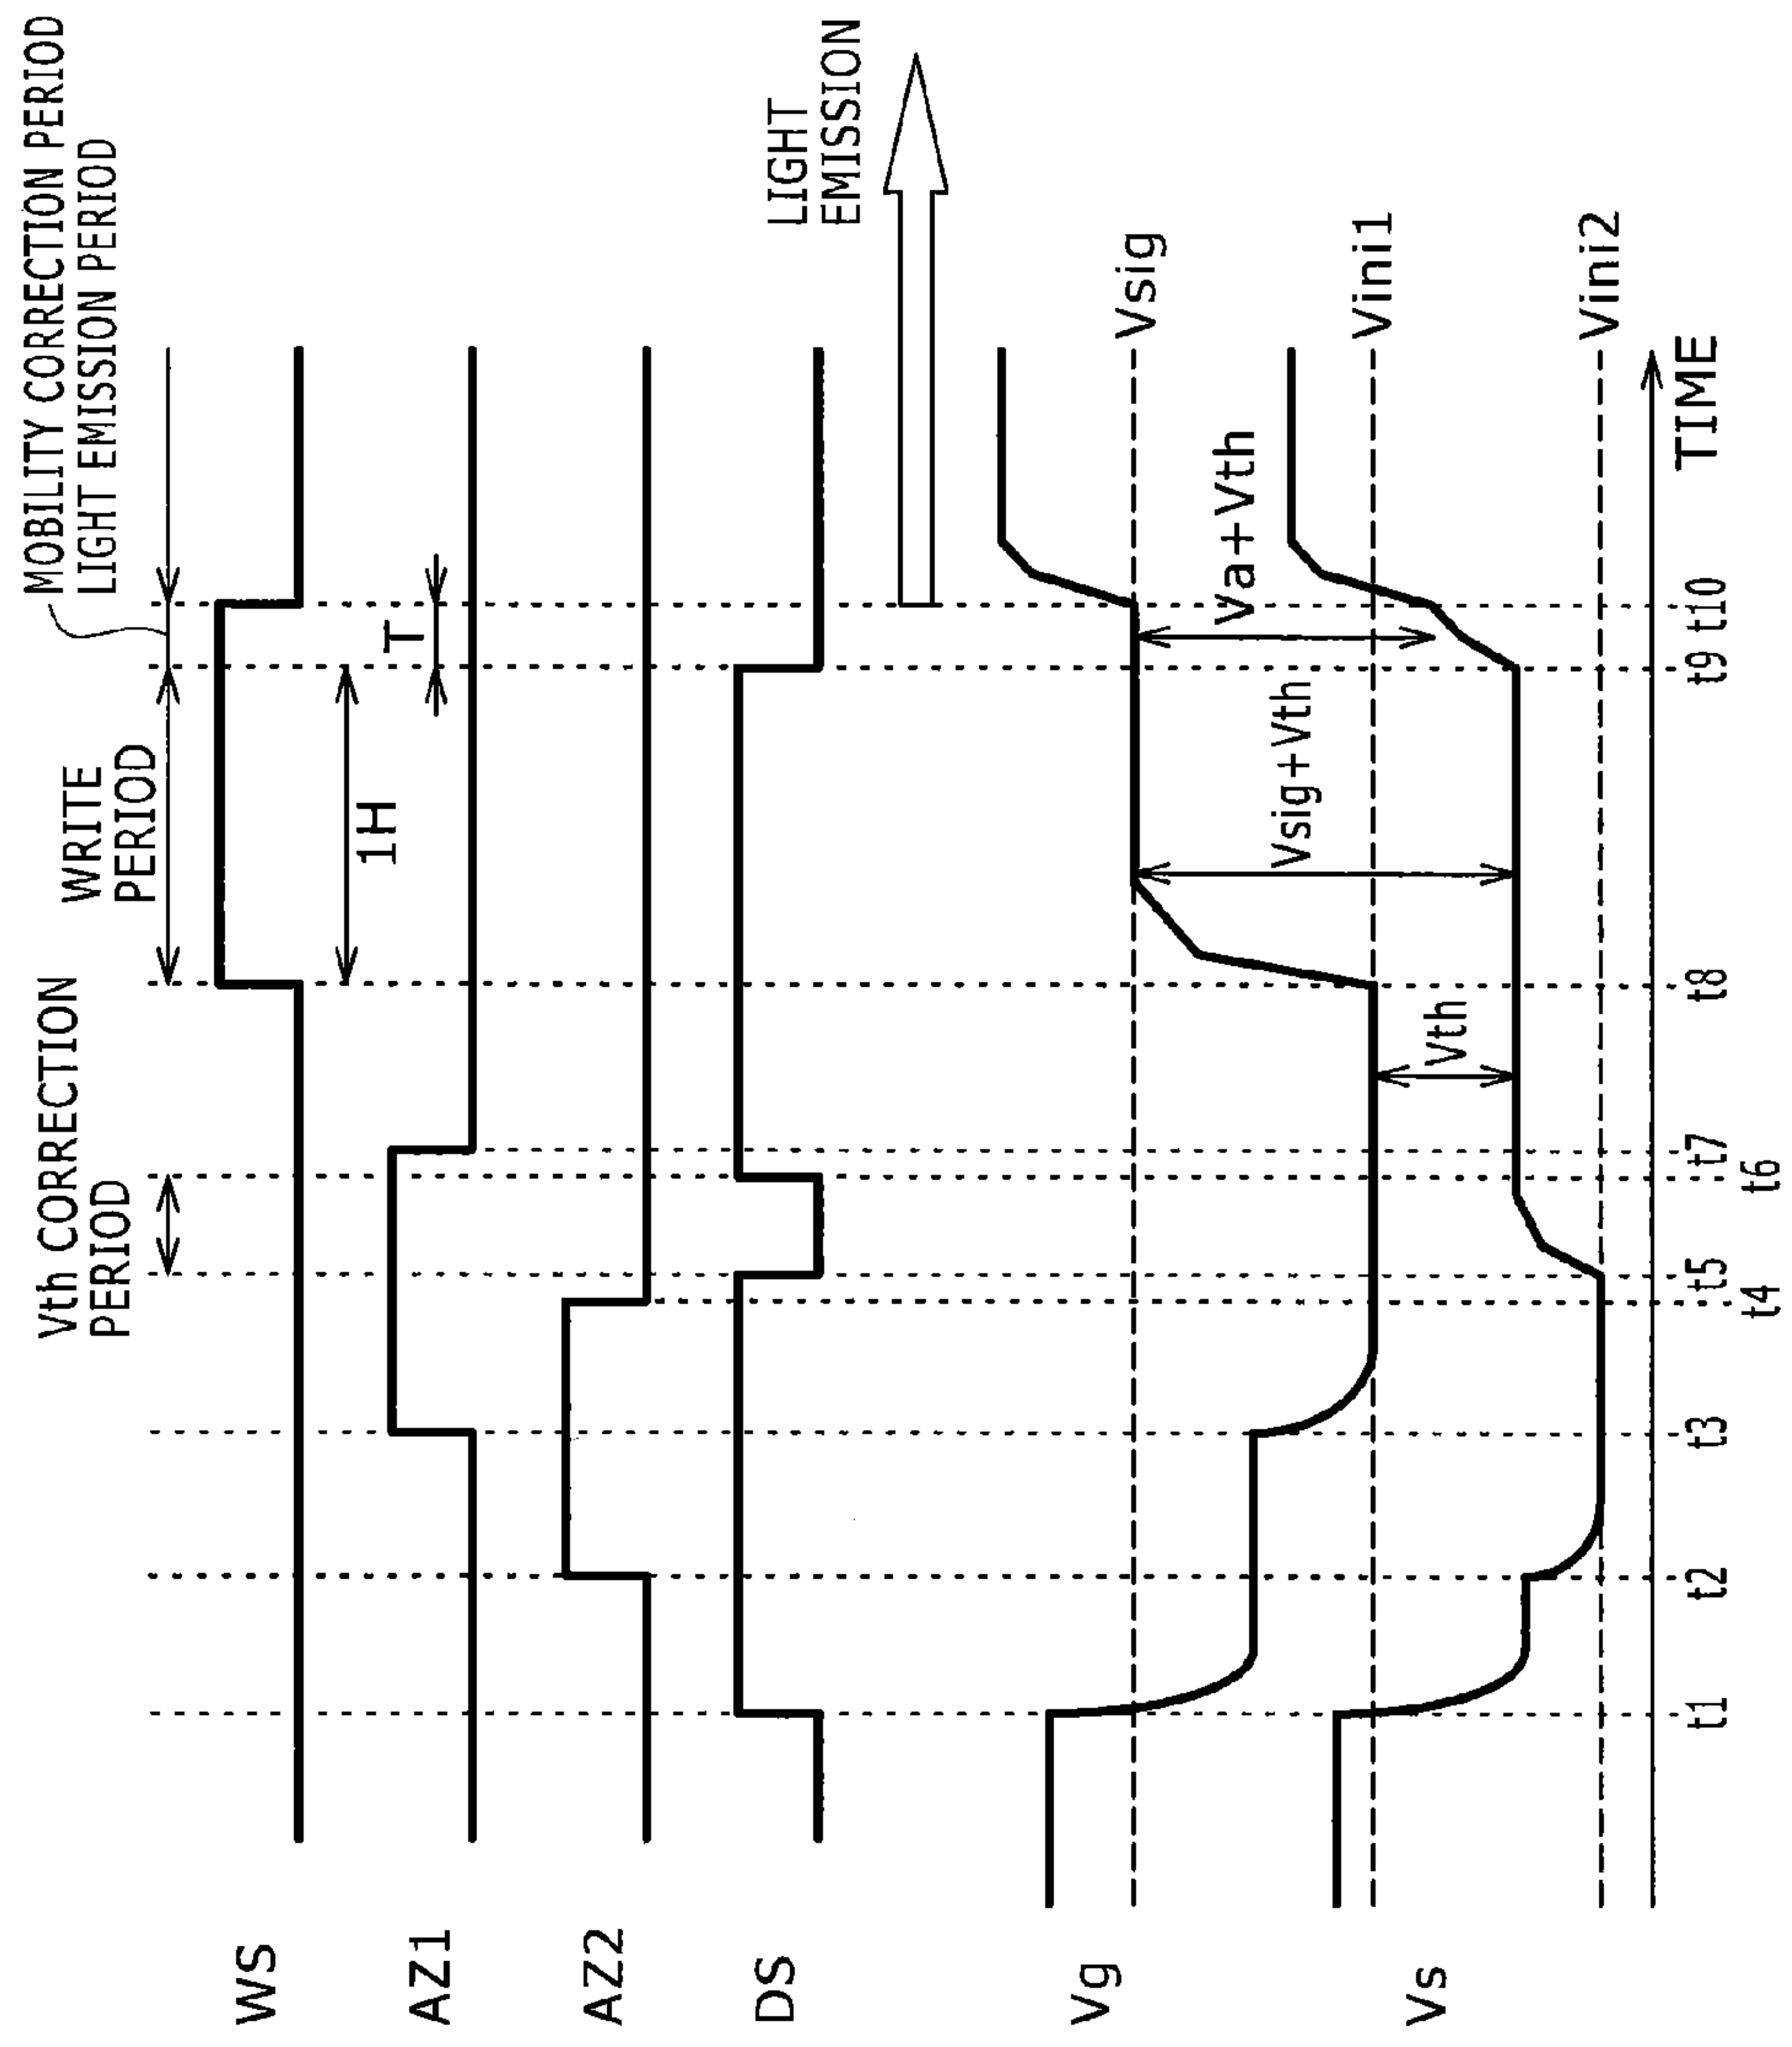 MOBILITY CORRECTION PERIOD
LIGHT EMISSION PERIOD
Vth CORRECTION
PERIOD
WRITE
PERIOD
WS
1H
T
AZ1
AZ2
DS
LIGHT
EMISSION
Vg
Vsig
Va+Vth
Vsig+Vth
Vini1
Vth
Vs
Vini2
TIME
t1
t2
t3
t4
t5
t6
t7
t8
t9
t10